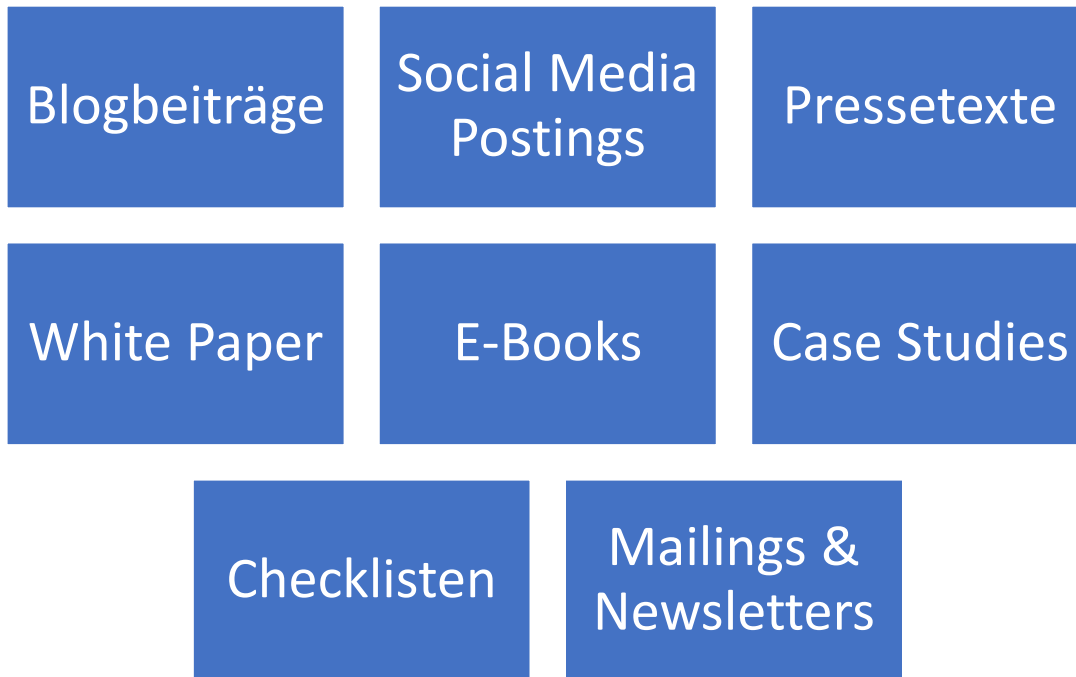 Blogbeiträge
Social Media
Postings
Pressetexte
White Paper
E-Books
Case Studies
Checklisten
Mailings &
Newsletters